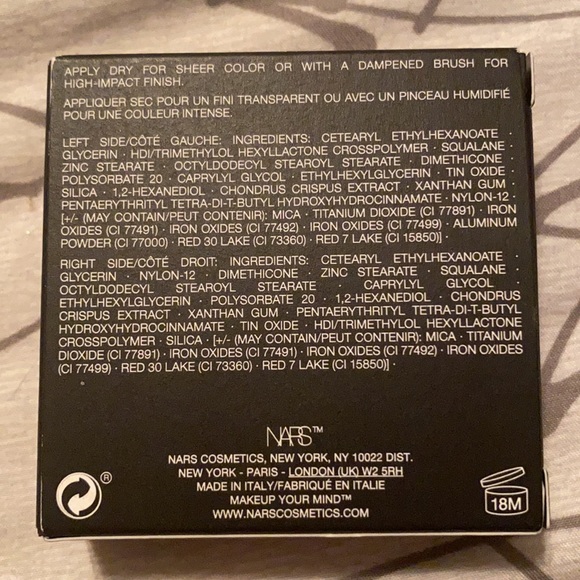 APPLY DRY FOR SHEER COLOR OR WITH A DAMPENED BRUSH FOR
HIGH-IMPACT FINISH.
APPLIQUER SEC POUR UN FINI TRANSPARENT OU AVEC UN PINCEAU HUMIDIFIÉ
POUR UNE COULEUR INTENSE.
LEFT SIDE/CÔTÉ GAUCHE: INGREDIENTS: CETEARYL ETHYLHEXANOATE ·
GLYCERIN · HDI/TRIMETHYLOL HEXYLLACTONE CROSSPOLYMER · SQUALANE ·
ZINC STEARATE · OCTYLDODECYL STEAROYL STEARATE · DIMETHICONE ·
POLYSORBATE 20 · CAPRYLYL GLYCOL · ETHYLHEXYLGLYCERIN · TIN OXIDE ·
SILICA · 1,2-HEXANEDIOL · CHONDRUS CRISPUS EXTRACT · XANTHAN GUM ·
PENTAERYTHRITYL TETRA-DI-T-BUTYL HYDROXYHYDROCINNAMATE · NYLON-12 ·
[+/- (MAY CONTAIN/PEUT CONTENIR): MICA · TITANIUM DIOXIDE (CI 77891) · IRON
OXIDES (CI 77491) · IRON OXIDES (CI 77492) · IRON OXIDES (CI 77499) · ALUMINUM
POWDER (CI 77000) · RED 30 LAKE (CI 73360) · RED 7 LAKE (CI 15850)] ·
RIGHT SIDE/CÔTÉ DROIT: INGREDIENTS: CETEARYL ETHYLHEXANOATE ·
GLYCERIN · NYLON-12 · DIMETHICONE · ZINC STEARATE · SQUALANE ·
OCTYLDODECYL STEAROYL STEARATE · CAPRYLYL GLYCOL ·
ETHYLHEXYLGLYCERIN · POLYSORBATE 20 · 1,2-HEXANEDIOL · CHONDRUS
CRISPUS EXTRACT · XANTHAN GUM · PENTAERYTHRITYL TETRA-DI-T-BUTYL
HYDROXYHYDROCINNAMATE · TIN OXIDE · HDI/TRIMETHYLOL HEXYLLACTONE
CROSSPOLYMER · SILICA · [+/- (MAY CONTAIN/PEUT CONTENIR): MICA · TITANIUM
DIOXIDE (CI 77891) · IRON OXIDES (CI 77491) · IRON OXIDES (CI 77492) · IRON OXIDES
(CI 77499) · RED 30 LAKE (CI 73360) · RED 7 LAKE (CI 15850)] ·
NARS™
NARS COSMETICS, NEW YORK, NY 10022 DIST.
NEW YORK - PARIS - LONDON (UK) W2 5RH
MADE IN ITALY/FABRIQUÉ EN ITALIE
MAKEUP YOUR MIND™
WWW.NARSCOSMETICS.COM
®
18M